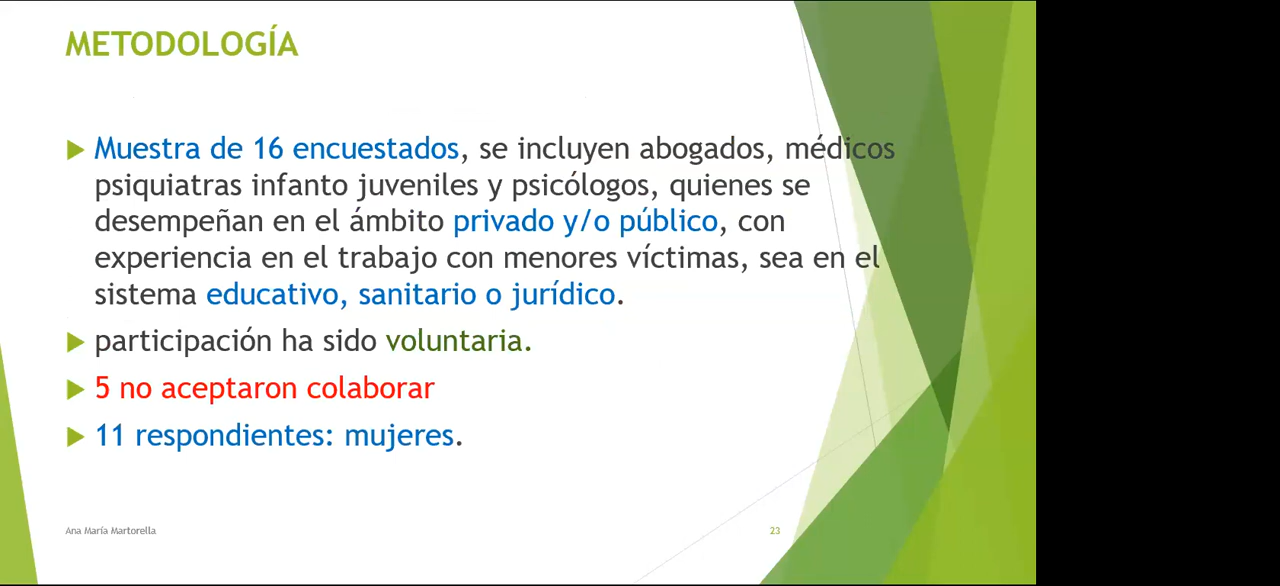 METODOLOGÍA
Muestra de 16 encuestados, se incluyen abogados, médicos
psiquiatras infanto juveniles y psicólogos, quienes se
desempeñan en el ámbito privado y/o público, con
experiencia en el trabajo con menores víctimas, sea en el
sistema educativo, sanitario o jurídico.
participación ha sido voluntaria.
5 no aceptaron colaborar
11 respondientes: mujeres.
Ana María Martorella
23